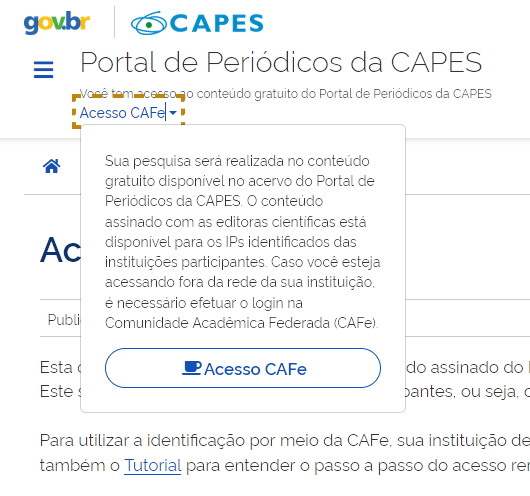 gov.br
CAPES
Portal de Periódicos da CAPES
Você tem acesso ao conteúdo gratuito do Portal de Periódicos da CAPES
Acesso CAFe
Sua pesquisa será realizada no conteúdo
gratuito disponível no acervo do Portal de
Periódicos da CAPES. O conteúdo
assinado com as editoras científicas está
disponível para os IPs identificados das
instituições participantes. Caso você esteja
acessando fora da rede da sua instituição,
é necessário efetuar o login na
Comunidade Acadêmica Federada (CAFe).
Acesso CAFe
Ac
Public
Esta do assinado do
Este pantes, ou seja,
Para utilizar a identificação por meio da CAFe, sua instituição de
também o Tutorial para entender o passo a passo do acesso